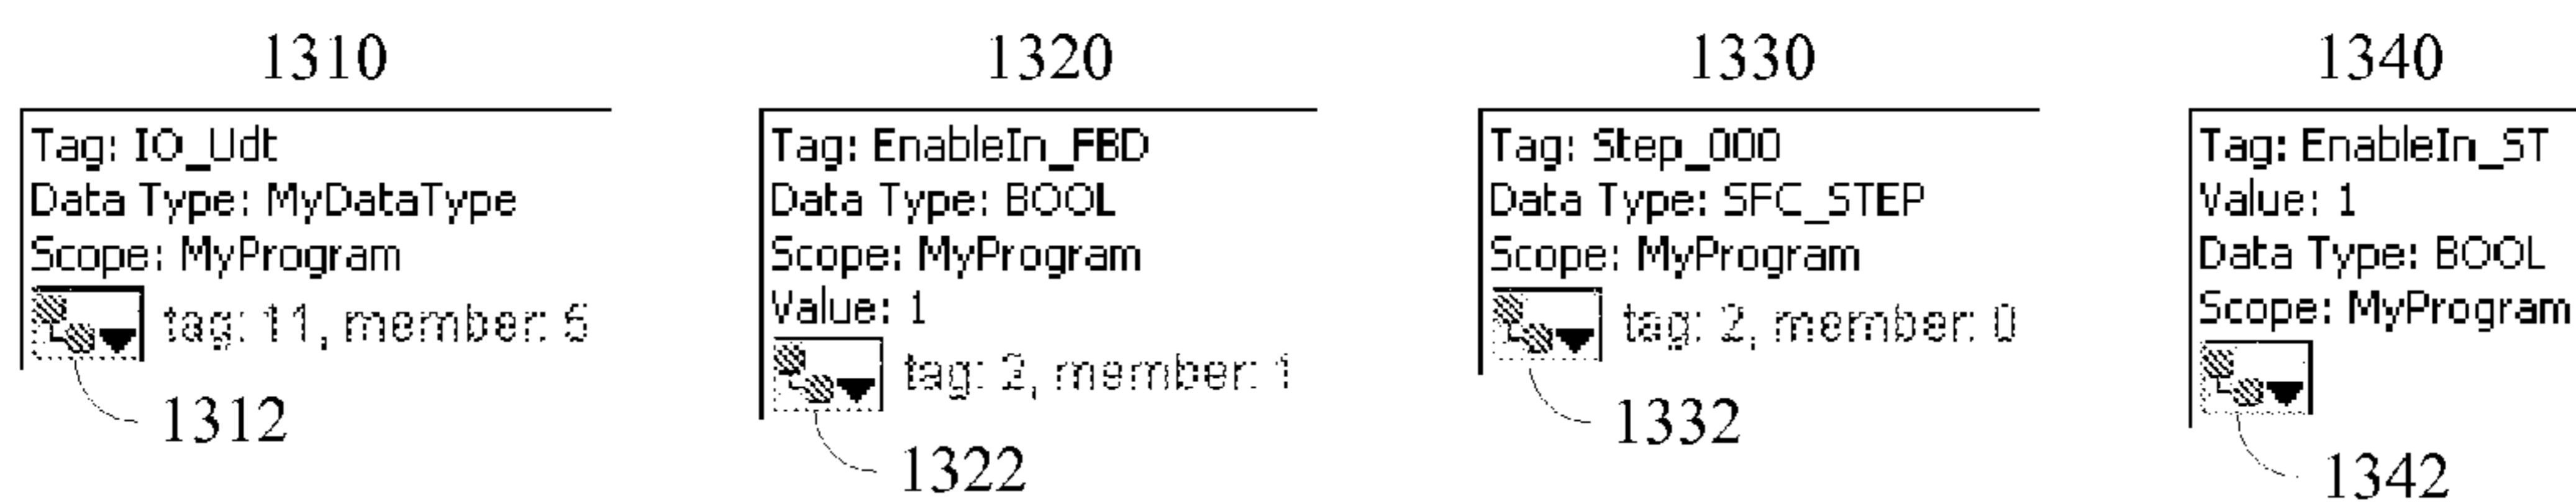 1310
Tag: IO_Udt
Data Type: MyDataType
Scope: MyProgram
tag: 11, member: 5
1312
1320
Tag: EnableIn_FBD
Data Type: BOOL
Scope: MyProgram
Value: 1
tag: 2, member: 1
1322
1330
Tag: Step_000
Data Type: SFC_STEP
Scope: MyProgram
tag: 2, member: 0
1332
1340
Tag: EnableIn_ST
Value: 1
Data Type: BOOL
Scope: MyProgram
1342